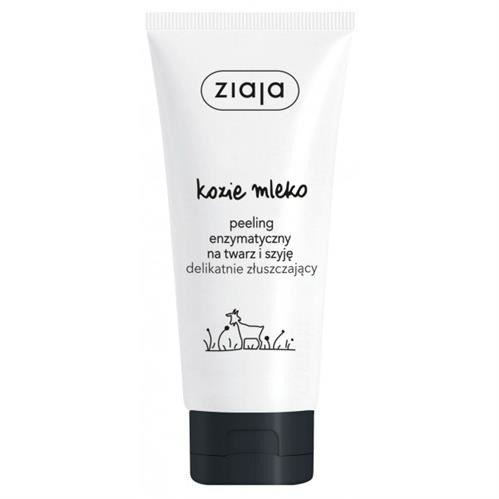 ziaja
kozie mleko
peeling
enzymatyczny
na twarz i szyję
delikatnie złuszczający